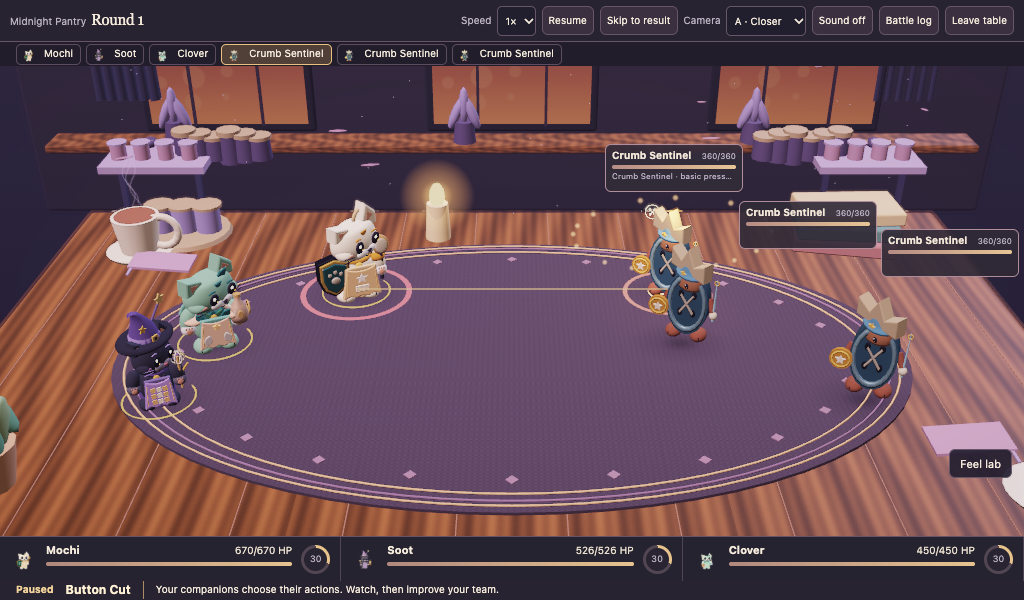 Midnight Pantry Round 1
Speed 1x Resume Skip to result Camera A · Closer Sound off Battle log Leave table
Mochi Soot Clover Crumb Sentinel Crumb Sentinel Crumb Sentinel
Crumb Sentinel 360/360
Crumb Sentinel · basic press...
Crumb Sentinel 360/360
Crumb Sentinel 360/360
Feel lab
Mochi 670/670 HP 30
Soot 526/526 HP 30
Clover 450/450 HP 30
Paused Button Cut Your companions choose their actions. Watch, then improve your team.